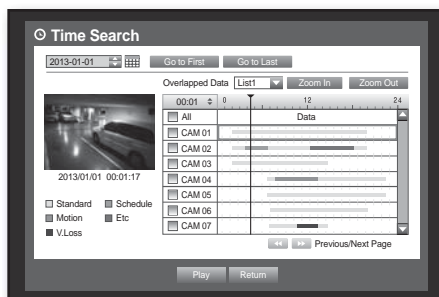 Time Search
2013-01-01 Go to First Go to Last
Overlapped Data List1 Zoom In Zoom Out
00:01 0 12 24
All Data
CAM 01
CAM 02
CAM 03
CAM 04
CAM 05
CAM 06
CAM 07
2013/01/01 00:01:17
Standard Schedule
Motion Etc
V.Loss
Previous/Next Page
Play Return